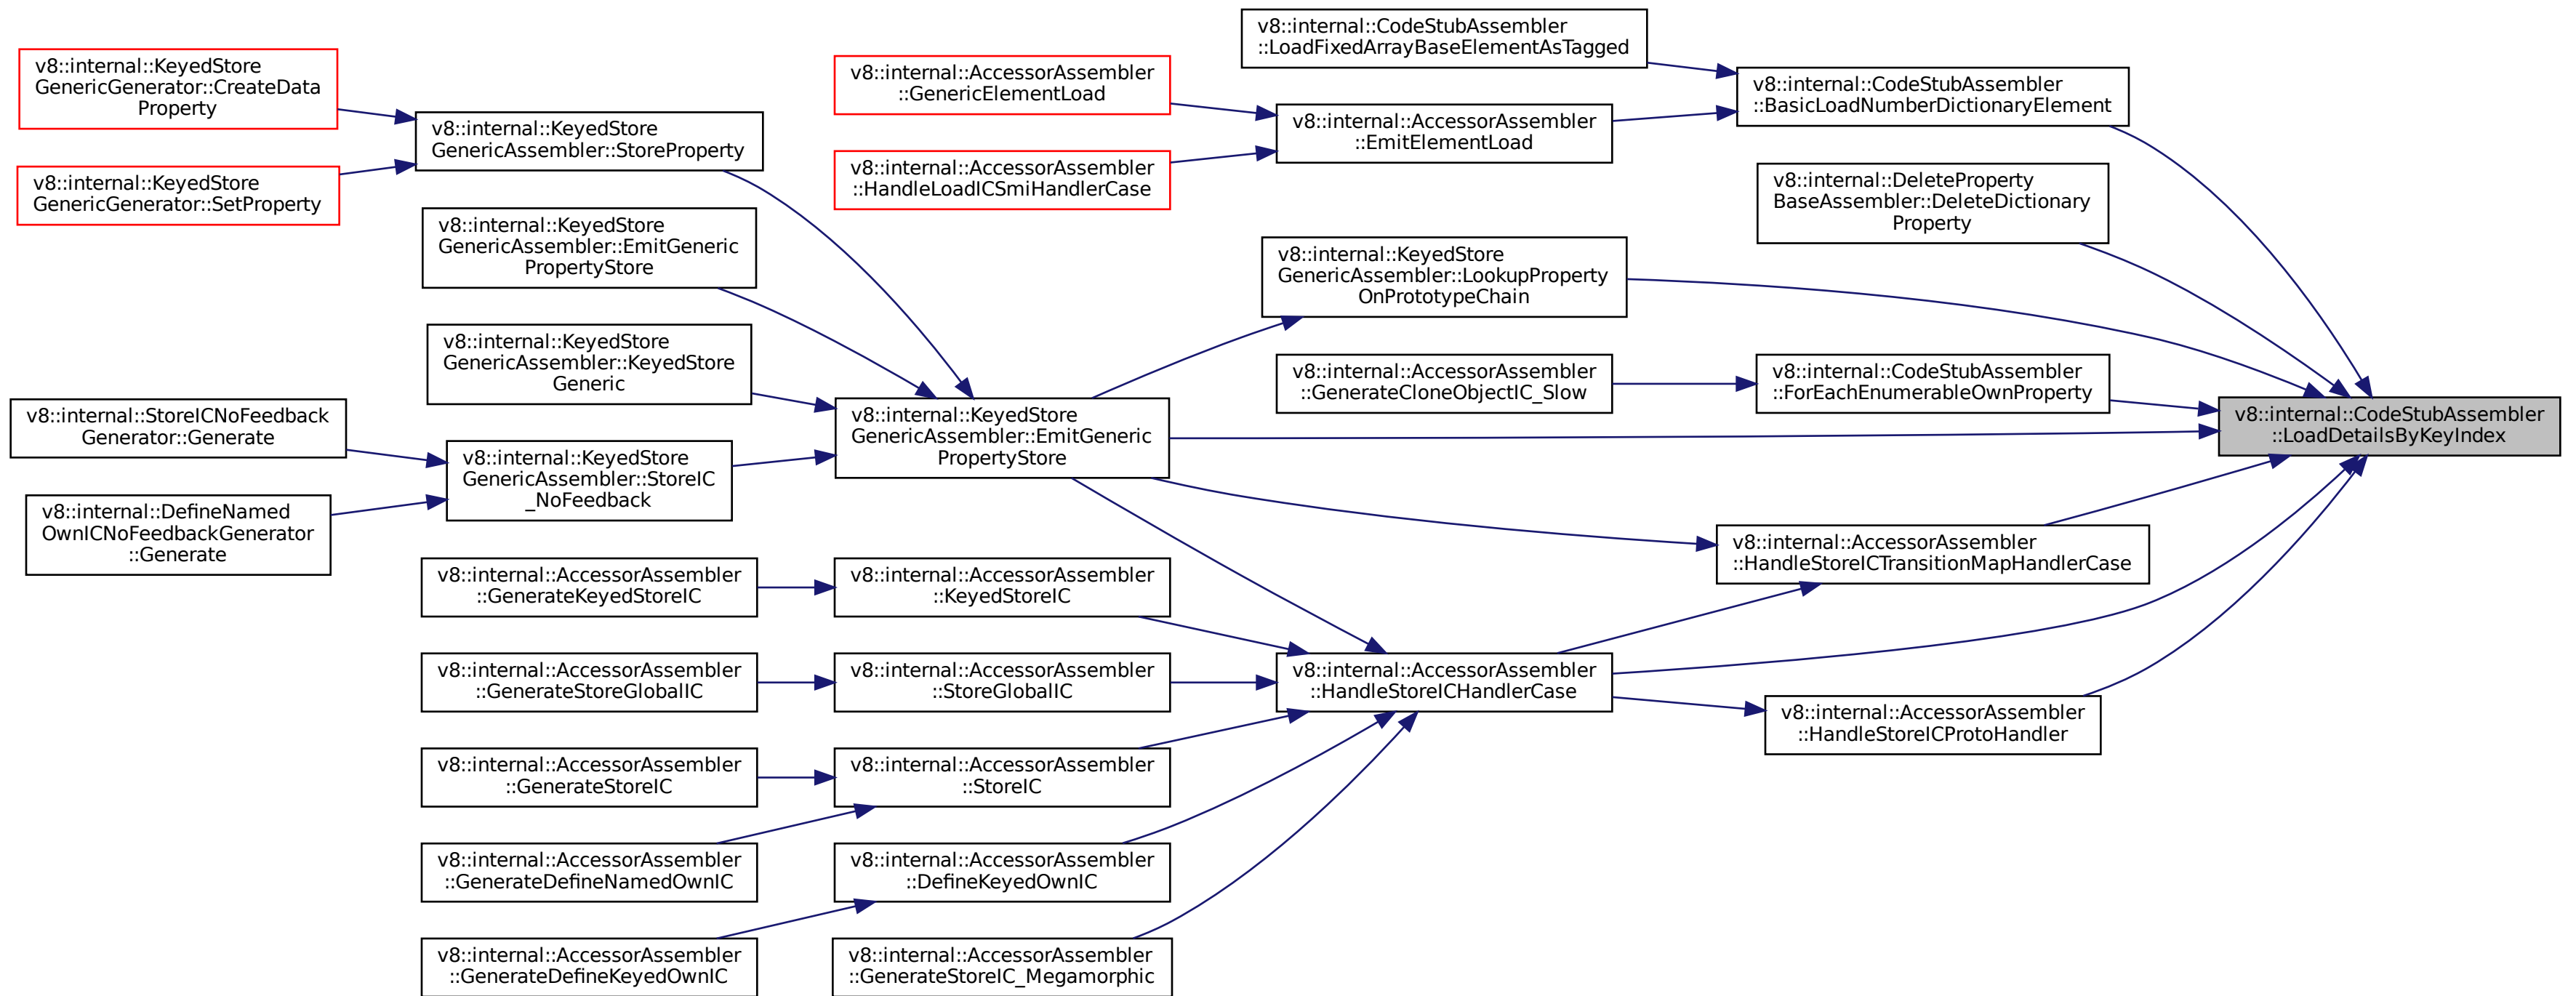 v8::internal::CodeStubAssembler
::LoadFixedArrayBaseElementAsTagged
v8::internal::KeyedStore
GenericGenerator::CreateData
Property
v8::internal::AccessorAssembler
::GenericElementLoad
v8::internal::CodeStubAssembler
::BasicLoadNumberDictionaryElement
v8::internal::KeyedStore
GenericAssembler::StoreProperty
v8::internal::AccessorAssembler
::EmitElementLoad
v8::internal::KeyedStore
GenericGenerator::SetProperty
v8::internal::AccessorAssembler
::HandleLoadICSmiHandlerCase
v8::internal::DeleteProperty
BaseAssembler::DeleteDictionary
Property
v8::internal::KeyedStore
GenericAssembler::EmitGeneric
PropertyStore
v8::internal::KeyedStore
GenericAssembler::LookupProperty
OnPrototypeChain
v8::internal::KeyedStore
GenericAssembler::KeyedStore
Generic
v8::internal::AccessorAssembler
::GenerateCloneObjectIC_Slow
v8::internal::CodeStubAssembler
::ForEachEnumerableOwnProperty
v8::internal::StoreICNoFeedback
Generator::Generate
v8::internal::KeyedStore
GenericAssembler::EmitGeneric
PropertyStore
v8::internal::CodeStubAssembler
::LoadDetailsByKeyIndex
v8::internal::KeyedStore
GenericAssembler::StoreIC
_NoFeedback
v8::internal::DefineNamed
OwnICNoFeedbackGenerator
::Generate
v8::internal::AccessorAssembler
::HandleStoreICTransitionMapHandlerCase
v8::internal::AccessorAssembler
::GenerateKeyedStoreIC
v8::internal::AccessorAssembler
::KeyedStoreIC
v8::internal::AccessorAssembler
::GenerateStoreGlobalIC
v8::internal::AccessorAssembler
::StoreGlobalIC
v8::internal::AccessorAssembler
::HandleStoreICHandlerCase
v8::internal::AccessorAssembler
::HandleStoreICProtoHandler
v8::internal::AccessorAssembler
::GenerateStoreIC
v8::internal::AccessorAssembler
::StoreIC
v8::internal::AccessorAssembler
::GenerateDefineNamedOwnIC
v8::internal::AccessorAssembler
::DefineKeyedOwnIC
v8::internal::AccessorAssembler
::GenerateDefineKeyedOwnIC
v8::internal::AccessorAssembler
::GenerateStoreIC_Megamorphic